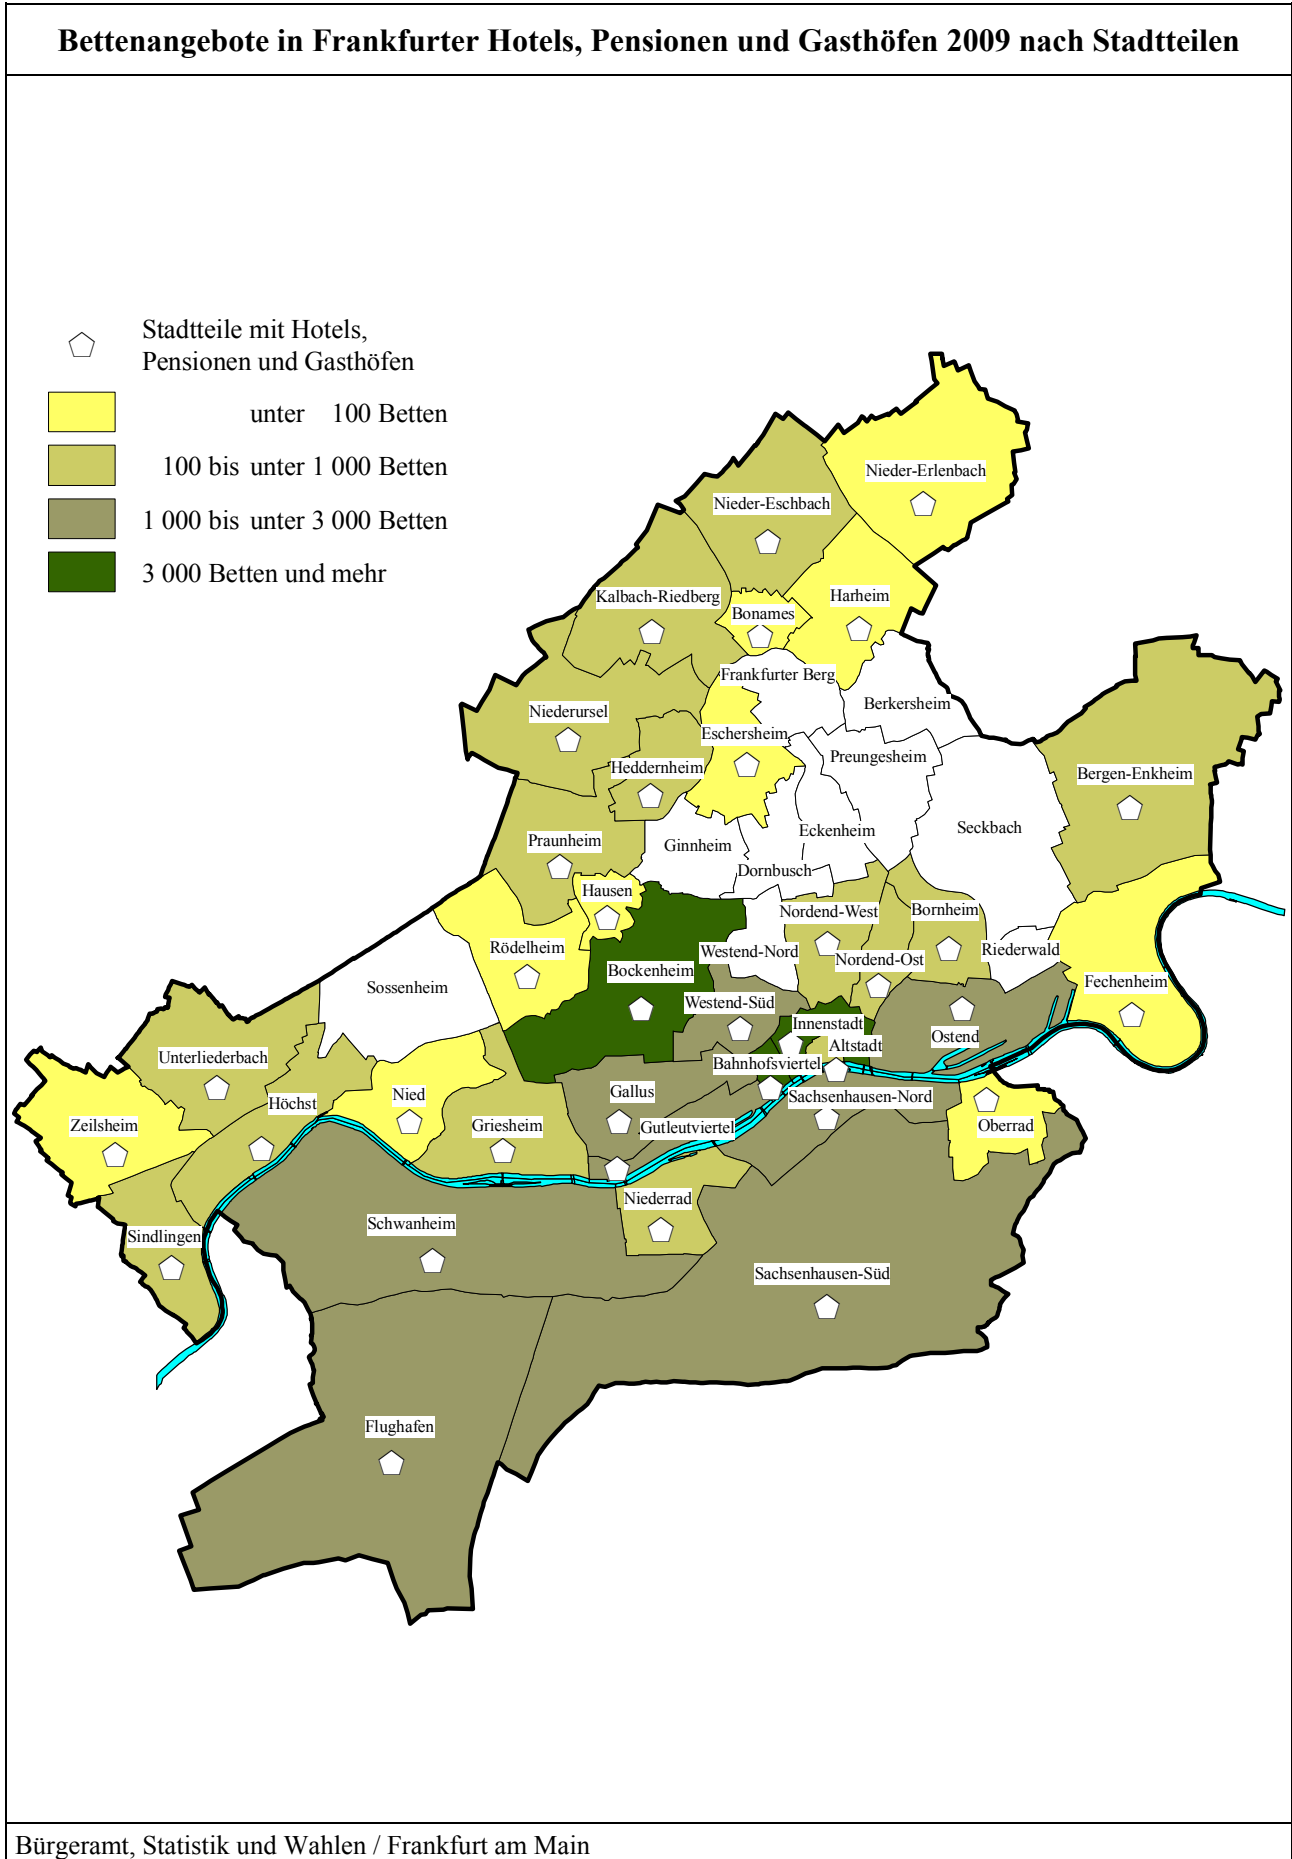 Bettenangebote in Frankfurter Hotels, Pensionen und Gasthöfen 2009 nach Stadtteilen
Stadtteile mit Hotels,
Pensionen und Gasthöfen
unter 100 Betten
100 bis unter 1 000 Betten
1 000 bis unter 3 000 Betten
3 000 Betten und mehr
Nieder-Erlenbach
Nieder-Eschbach
Kalbach-Riedberg
Harheim
Bonames
Frankfurter Berg
Berkersheim
Niederursel
Eschersheim
Preungesheim
Heddernheim
Bergen-Enkheim
Seckbach
Eckenheim
Praunheim
Ginnheim
Dornbusch
Hausen
Nordend-West
Bornheim
Rödelheim
Westend-Nord
Riederwald
Nordend-Ost
Bockenheim
Fechenheim
Sossenheim
Westend-Süd
Innenstadt
Ostend
Altstadt
Unterliederbach
Bahnhofsviertel
Gallus
Nied
Sachsenhausen-Nord
Höchst
Zeilsheim
Griesheim
Gutleutviertel
Oberrad
Niederrad
Schwanheim
Sindlingen
Sachsenhausen-Süd
Flughafen
Bürgeramt, Statistik und Wahlen / Frankfurt am Main